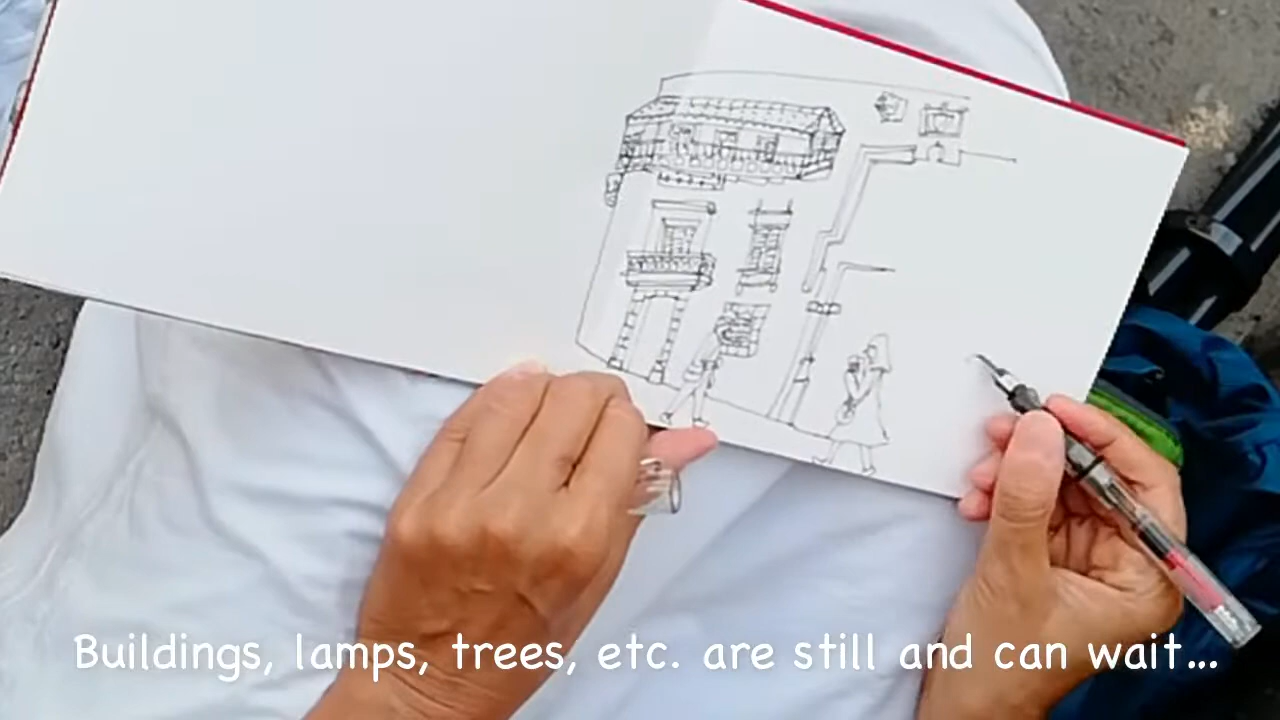 Buildings, lamps, trees, etc. are still and can wait...